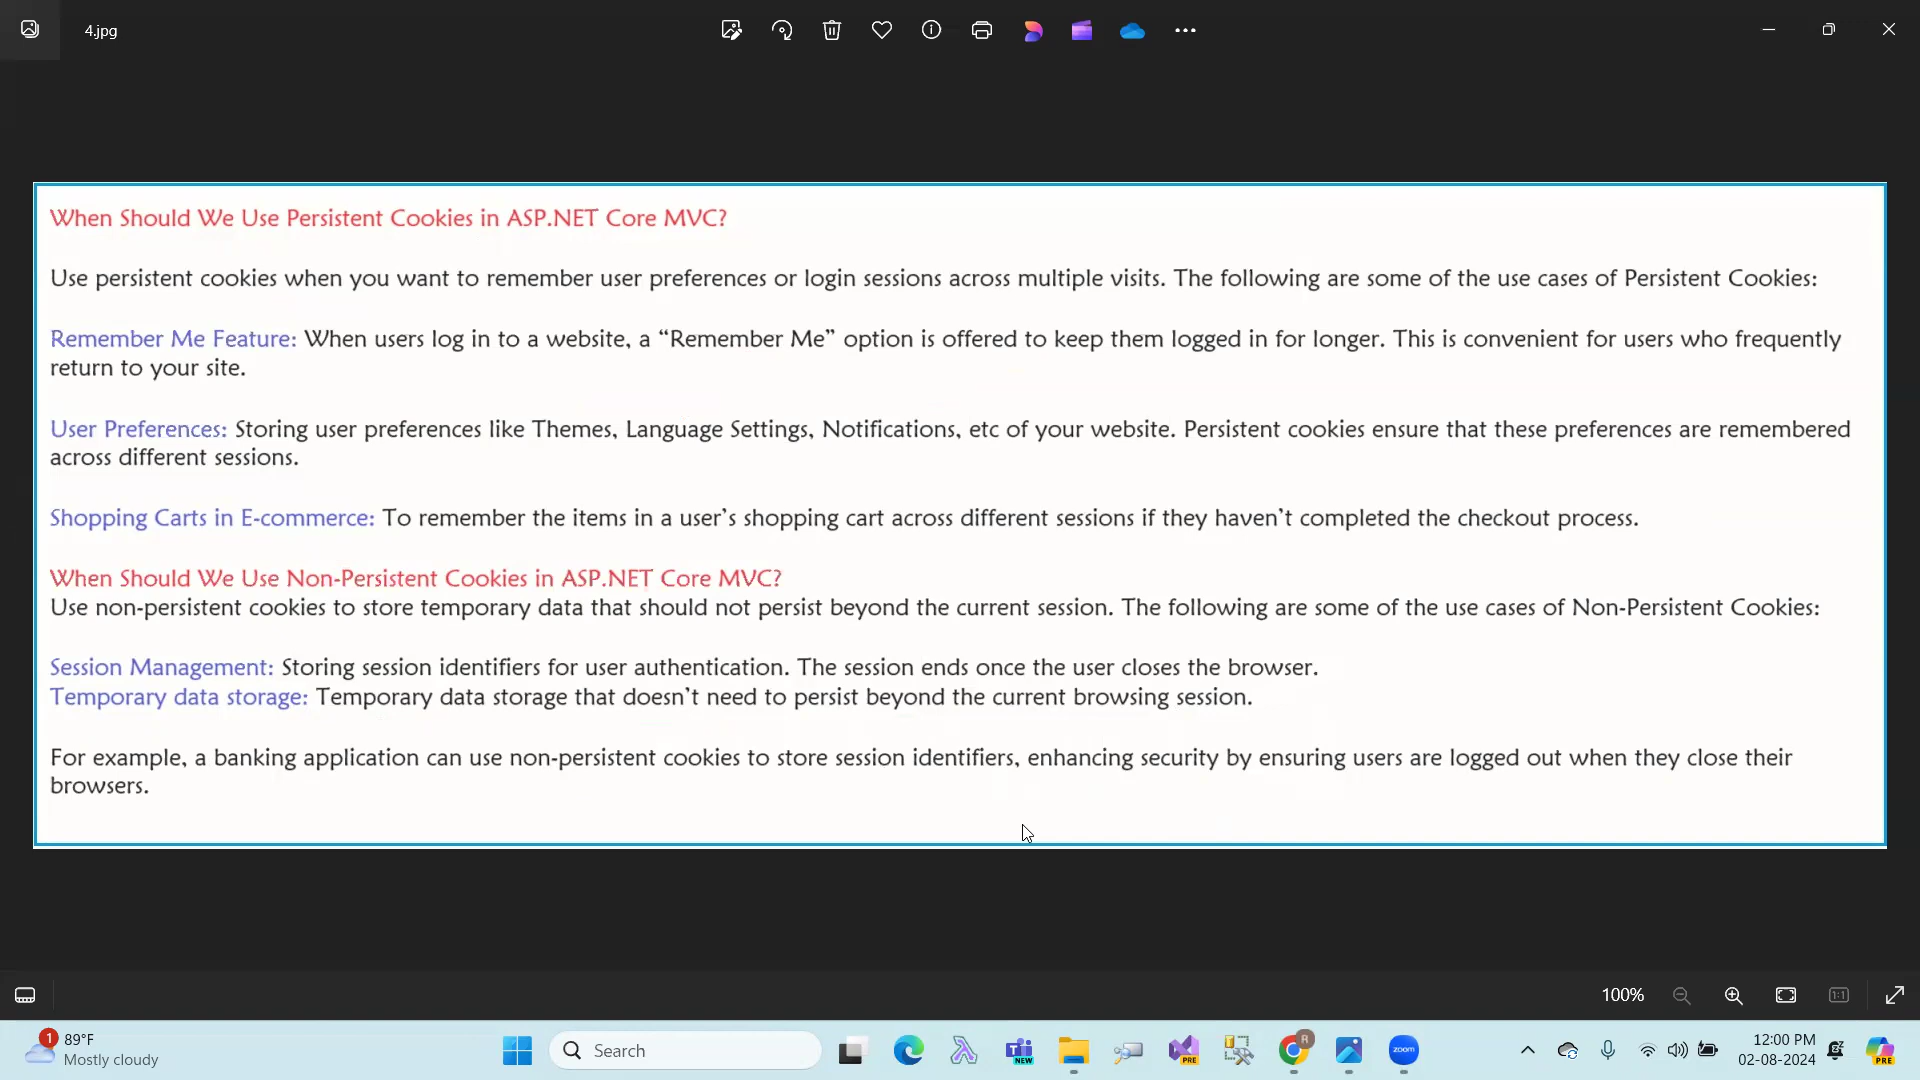 4.jpg
When Should We Use Persistent Cookies in ASP.NET Core MVC?
Use persistent cookies when you want to remember user preferences or login sessions across multiple visits. The following are some of the use cases of Persistent Cookies:
Remember Me Feature: When users log in to a website, a “Remember Me” option is offered to keep them logged in for longer. This is convenient for users who frequently
return to your site.
User Preferences: Storing user preferences like Themes, Language Settings, Notifications, etc of your website. Persistent cookies ensure that these preferences are remembered
across different sessions.
Shopping Carts in E-commerce: To remember the items in a user’s shopping cart across different sessions if they haven’t completed the checkout process.
When Should We Use Non-Persistent Cookies in ASP.NET Core MVC?
Use non-persistent cookies to store temporary data that should not persist beyond the current session. The following are some of the use cases of Non-Persistent Cookies:
Session Management: Storing session identifiers for user authentication. The session ends once the user closes the browser.
Temporary data storage: Temporary data storage that doesn’t need to persist beyond the current browsing session.
For example, a banking application can use non-persistent cookies to store session identifiers, enhancing security by ensuring users are logged out when they close their
browsers.
100%
1:1
1
89°F
Mostly cloudy
Search
NEW
PRE
R
zoom
12:00 PM
02-08-2024
PRE